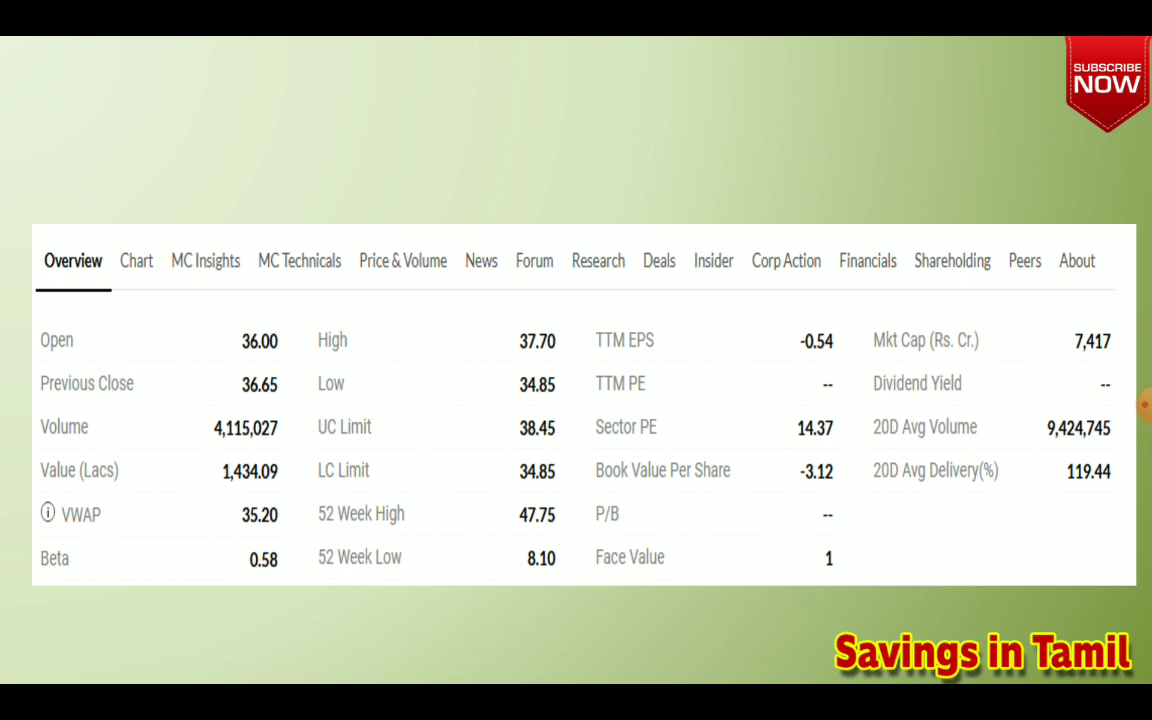 SUBSCRIBE
NOW
Overview Chart MC Insights MC Technicals Price & Volume News Forum Research Deals Insider Corp Action Financials Shareholding Peers About
Open 36.00 High 37.70 TTM EPS -0.54 Mkt Cap (Rs. Cr.) 7,417
Previous Close 36.65 Low 34.85 TTM PE -- Dividend Yield --
Volume 4,115,027 UC Limit 38.45 Sector PE 14.37 20D Avg Volume 9,424,745
Value (Lacs) 1,434.09 LC Limit 34.85 Book Value Per Share -3.12 20D Avg Delivery(%) 119.44
VWAP 35.20 52 Week High 47.75 P/B --
Beta 0.58 52 Week Low 8.10 Face Value 1
Savings in Tamil